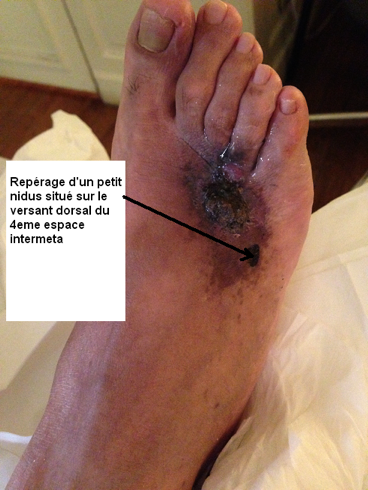 Repérage d'un petit
nidus situé sur le
versant dorsal du
4eme espace
intermeta